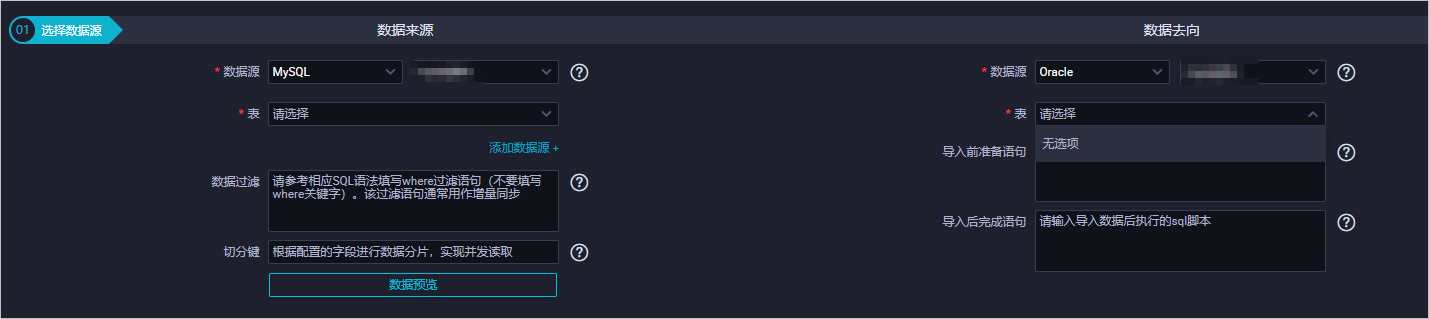 01 选择数据源
数据来源
数据去向
* 数据源 MySQL
* 表 请选择
添加数据源 +
数据过滤 请参考相应SQL语法填写where过滤语句（不要填写
where关键字）。该过滤语句通常用作增量同步
切分键 根据配置的字段进行数据分片，实现并发读取
数据预览
* 数据源 Oracle
* 表 请选择
无选项
导入前准备语句
导入后完成语句 请输入导入数据后执行的sql脚本